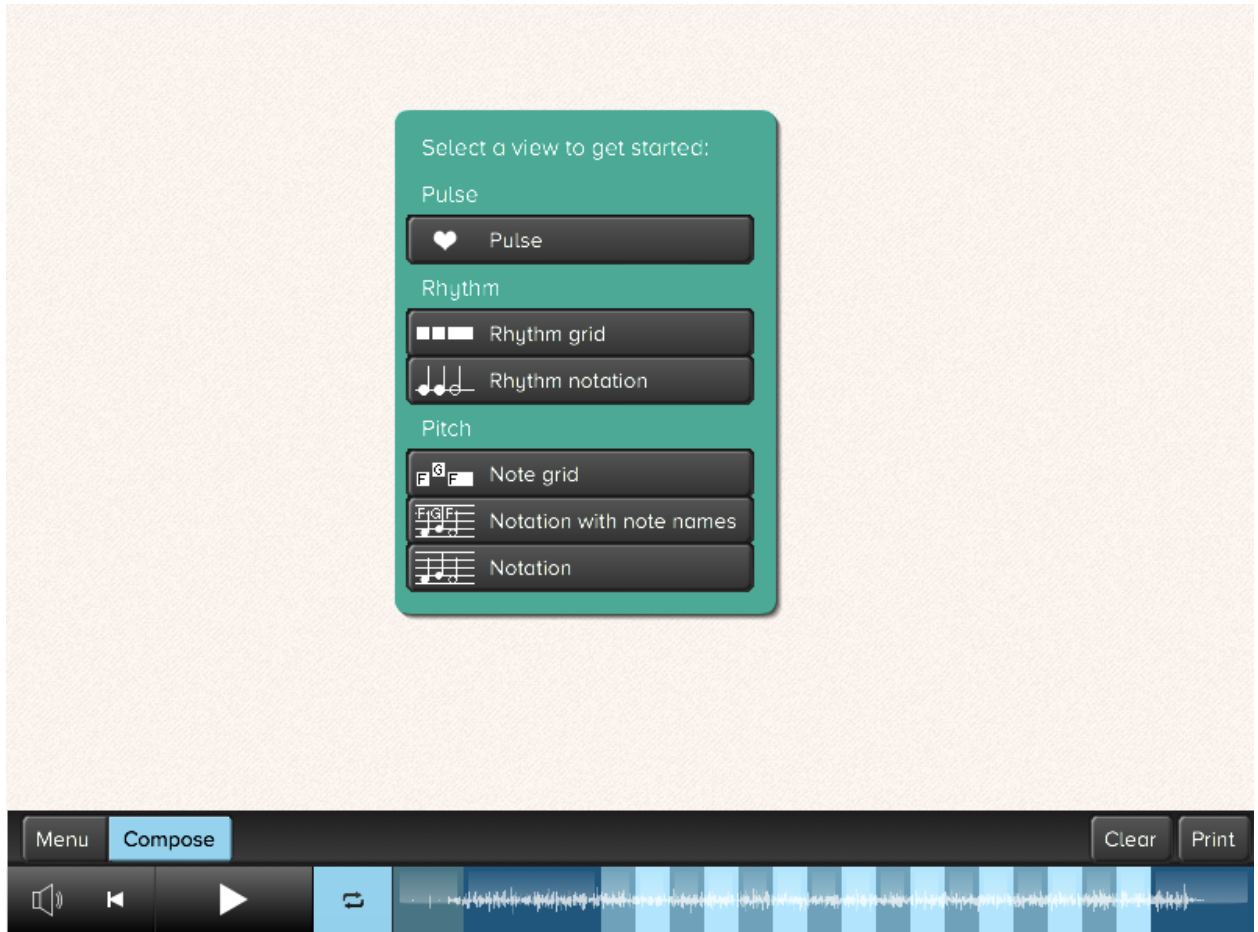 Select a view to get started:
Pulse
Pulse
Rhythm
Rhythm grid
Rhythm notation
Pitch
F G F Note grid
F G F Notation with note names
Notation
Menu Compose Clear Print